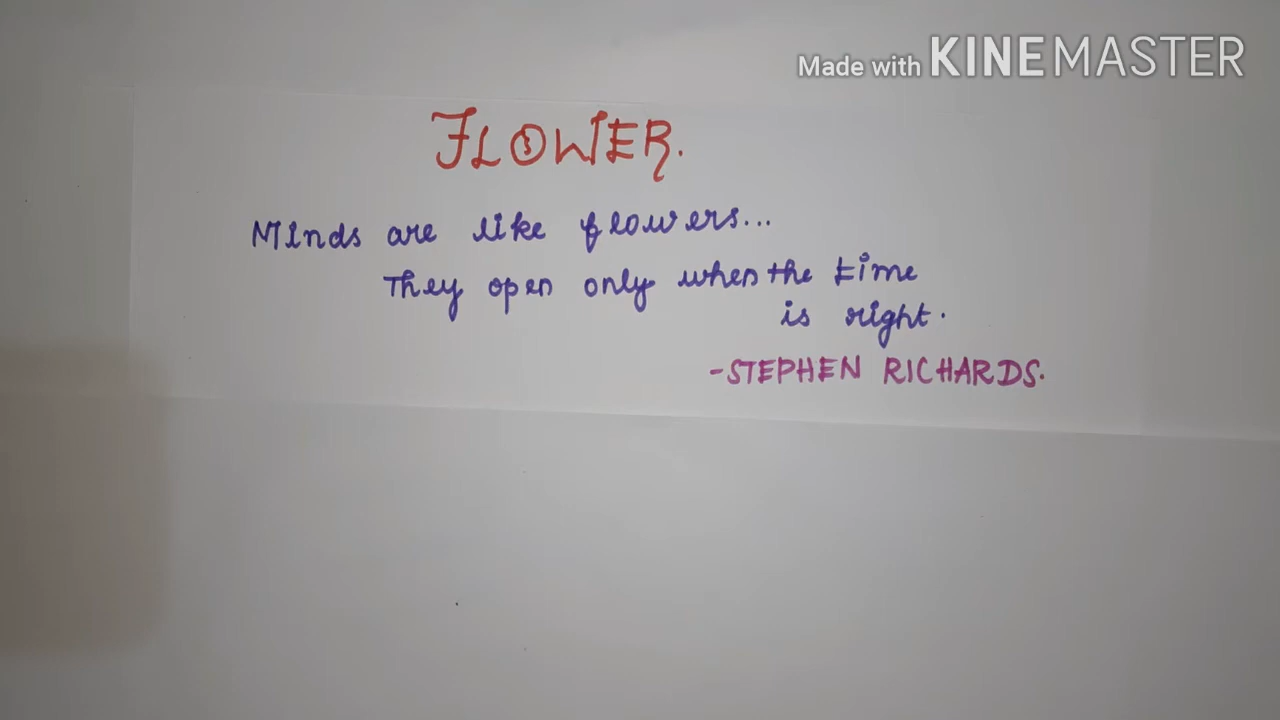 Made with KINEMASTER
FLOWER.
Minds are like flowers...
They open only when the time
is right.
-STEPHEN RICHARDS.